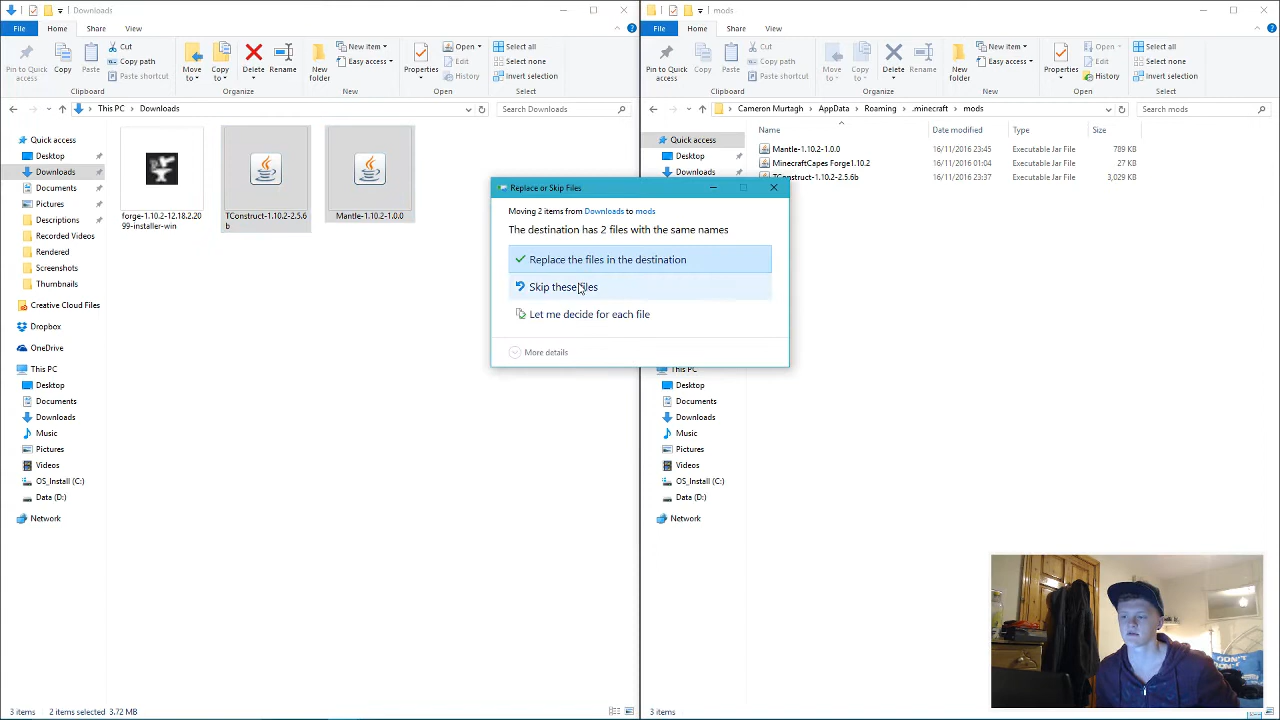 Downloads
File Home Share View
Pin to Quick access
Copy
Paste
Cut
Copy path
Paste shortcut
Clipboard
Move to
Copy to
Delete
Rename
Organize
New folder
New item
Easy access
New
Properties
Open
Edit
History
Open
Select all
Select none
Invert selection
Select
This PC > Downloads
Search Downloads
Quick access
Desktop
Downloads
Documents
Pictures
Descriptions
Recorded Videos
Rendered
Screenshots
Thumbnails
Creative Cloud Files
Dropbox
OneDrive
This PC
Desktop
Documents
Downloads
Music
Pictures
Videos
OS_Install (C:)
Data (D:)
Network
forge-1.10.2-12.18.2.20
99-installer-win
TConstruct-1.10.2-2.5.6
b
Mantle-1.10.2-1.0.0
3 items 2 items selected 3.72 MB
mods
File Home Share View
Pin to Quick access
Copy
Paste
Cut
Copy path
Paste shortcut
Clipboard
Move to
Copy to
Delete
Rename
Organize
New folder
New item
Easy access
New
Properties
Open
Edit
History
Open
Select all
Select none
Invert selection
Select
Cameron Murtagh > AppData > Roaming > .minecraft > mods
Search mods
Quick access
Desktop
Downloads
Name Date modified Type Size
Mantle-1.10.2-1.0.0 16/11/2016 23:45 Executable Jar File 789 KB
MinecraftCapes Forge1.10.2 16/11/2016 01:04 Executable Jar File 27 KB
TConstruct-1.10.2-2.5.6b 16/11/2016 23:37 Executable Jar File 3,029 KB
This PC
Desktop
Documents
Downloads
Music
Pictures
Videos
OS_Install (C:)
Data (D:)
Network
3 items
Replace or Skip Files
Moving 2 items from Downloads to mods
The destination has 2 files with the same names
Replace the files in the destination
Skip these files
Let me decide for each file
More details